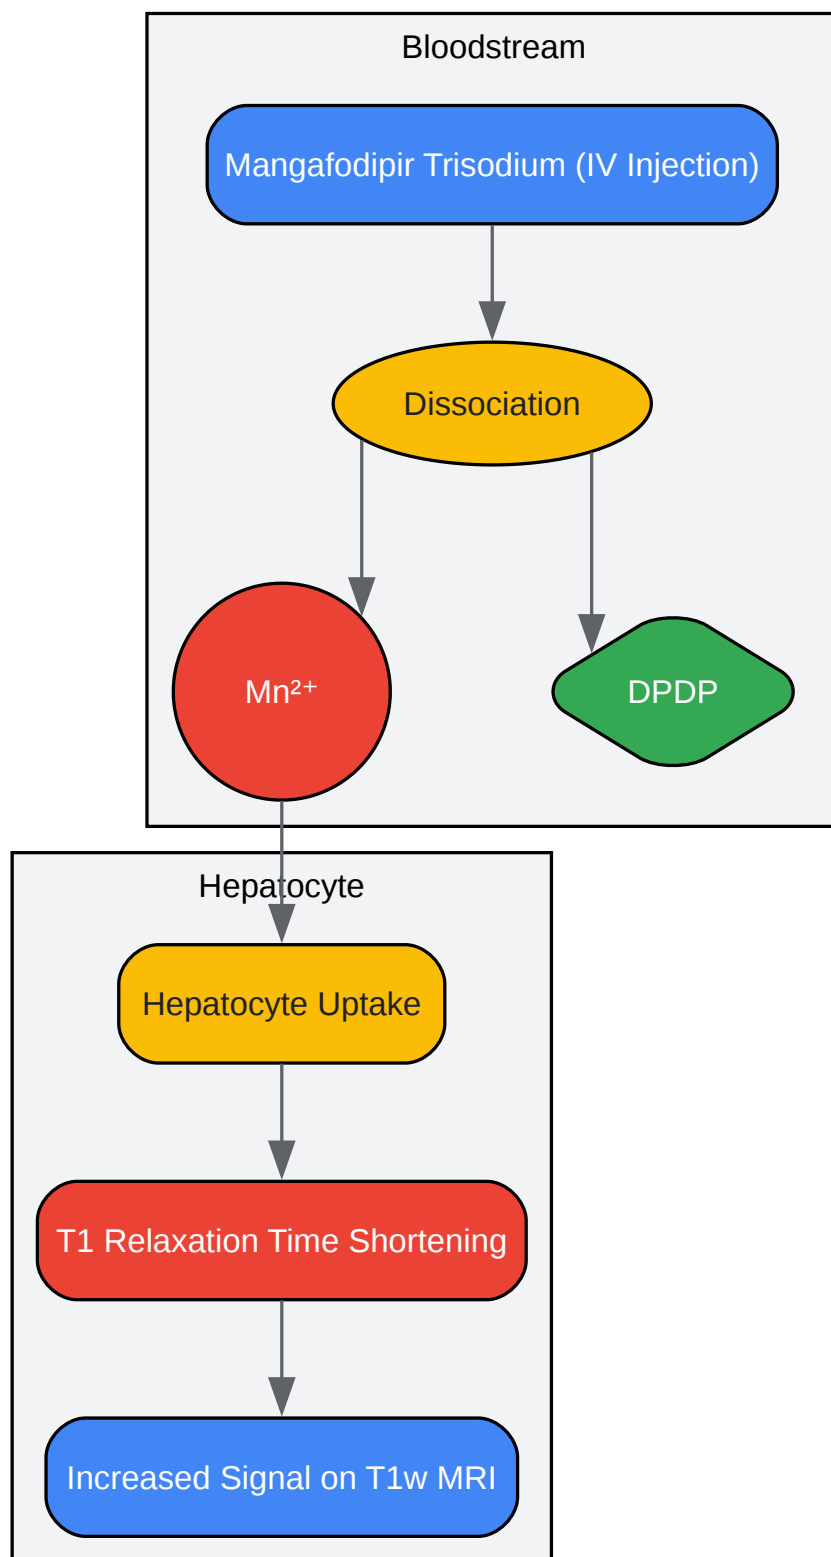 Bloodstream
Mangafodipir Trisodium (IV Injection)
Dissociation
Mn²⁺
DPDP
Hepatocyte
Hepatocyte Uptake
T1 Relaxation Time Shortening
Increased Signal on T1w MRI